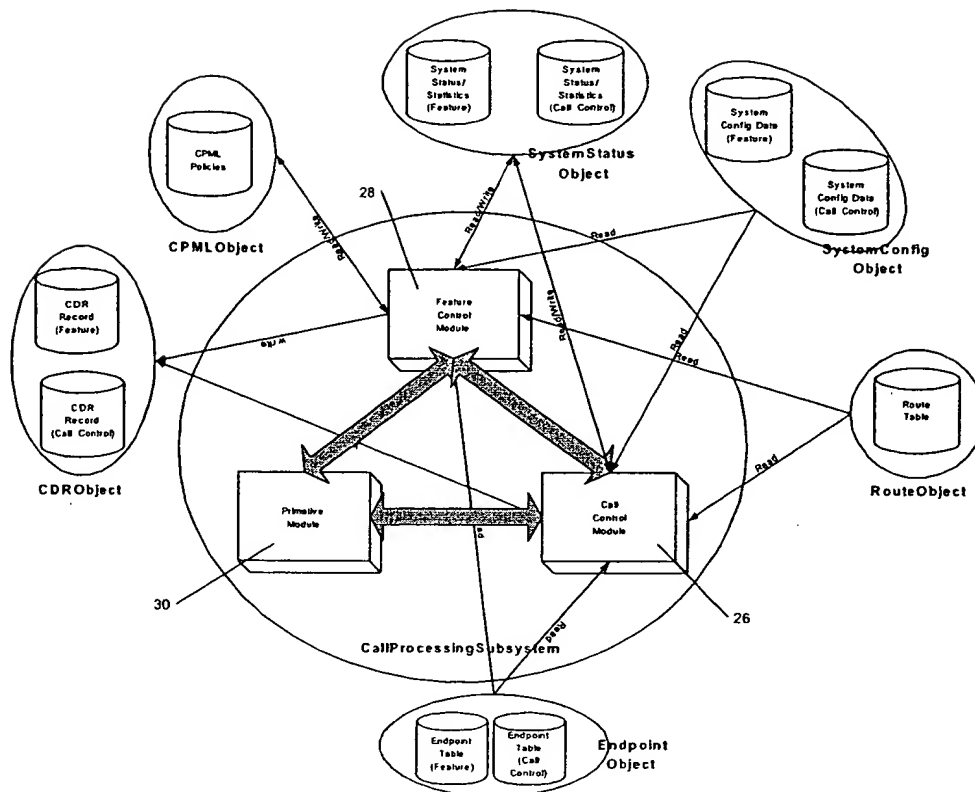 System
Status/
Statistics
(Feature)
System
Status/
Statistics
(Call Control)
SystemStatus
Object
System
Config Data
(Feature)
System
Config Data
(Call Control)
SystemConfig
Object
CPML
Policies
CPMLObject
28
Read/Write
Read/Write
Read
Read/Write
Read
Read
Feature
Control
Module
CDR
Record
(Feature)
CDR
Record
(Call Control)
CDRObject
write
Route
Table
RouteObject
Read
Primative
Module
Call
Control
Module
30
26
Read
CallProcessingSubsystem
Endpoint
Table
(Feature)
Endpoint
Table
(Call
Control)
Endpoint
Object